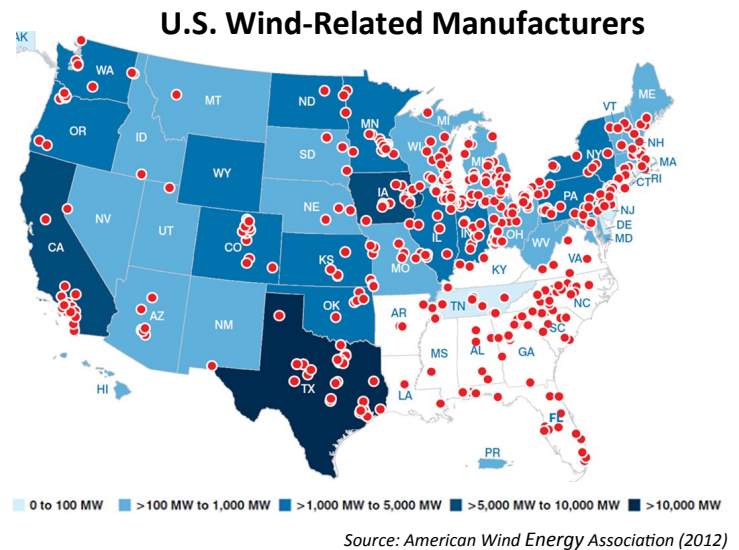 U.S. Wind-Related Manufacturers
AK
WA
MT
ND
MN
ME
VT
MI
OR
ID
SD
WI
MI
NH
NY
MA
WY
IA
CT
RI
PA
NE
NV
NJ
IL
IN
OH
DE
CA
UT
CO
WV
MD
KS
MO
KY
VA
AZ
NM
OK
AR
TN
NC
SC
MS
AL
GA
HI
TX
LA
FL
PR
0 to 100 MW
>100 MW to 1,000 MW
>1,000 MW to 5,000 MW
>5,000 MW to 10,000 MW
>10,000 MW
Source: American Wind Energy Association (2012)